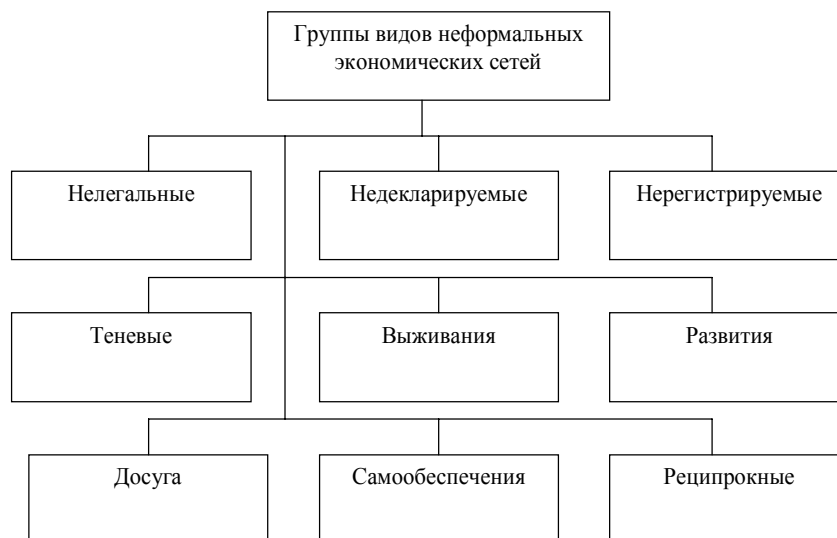 Группы видов неформальных
экономических сетей
Нелегальные
Недекларируемые
Нерегистрируемые
Теневые
Выживания
Развития
Досуга
Самообеспечения
Реципрокные